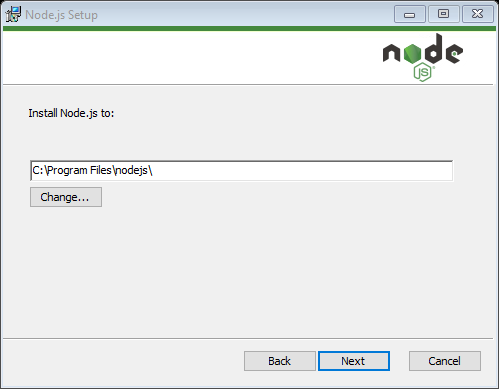 Node.js Setup
node
JS
Install Node.js to:
C:\Program Files\nodejs\
Change...
Back
Next
Cancel